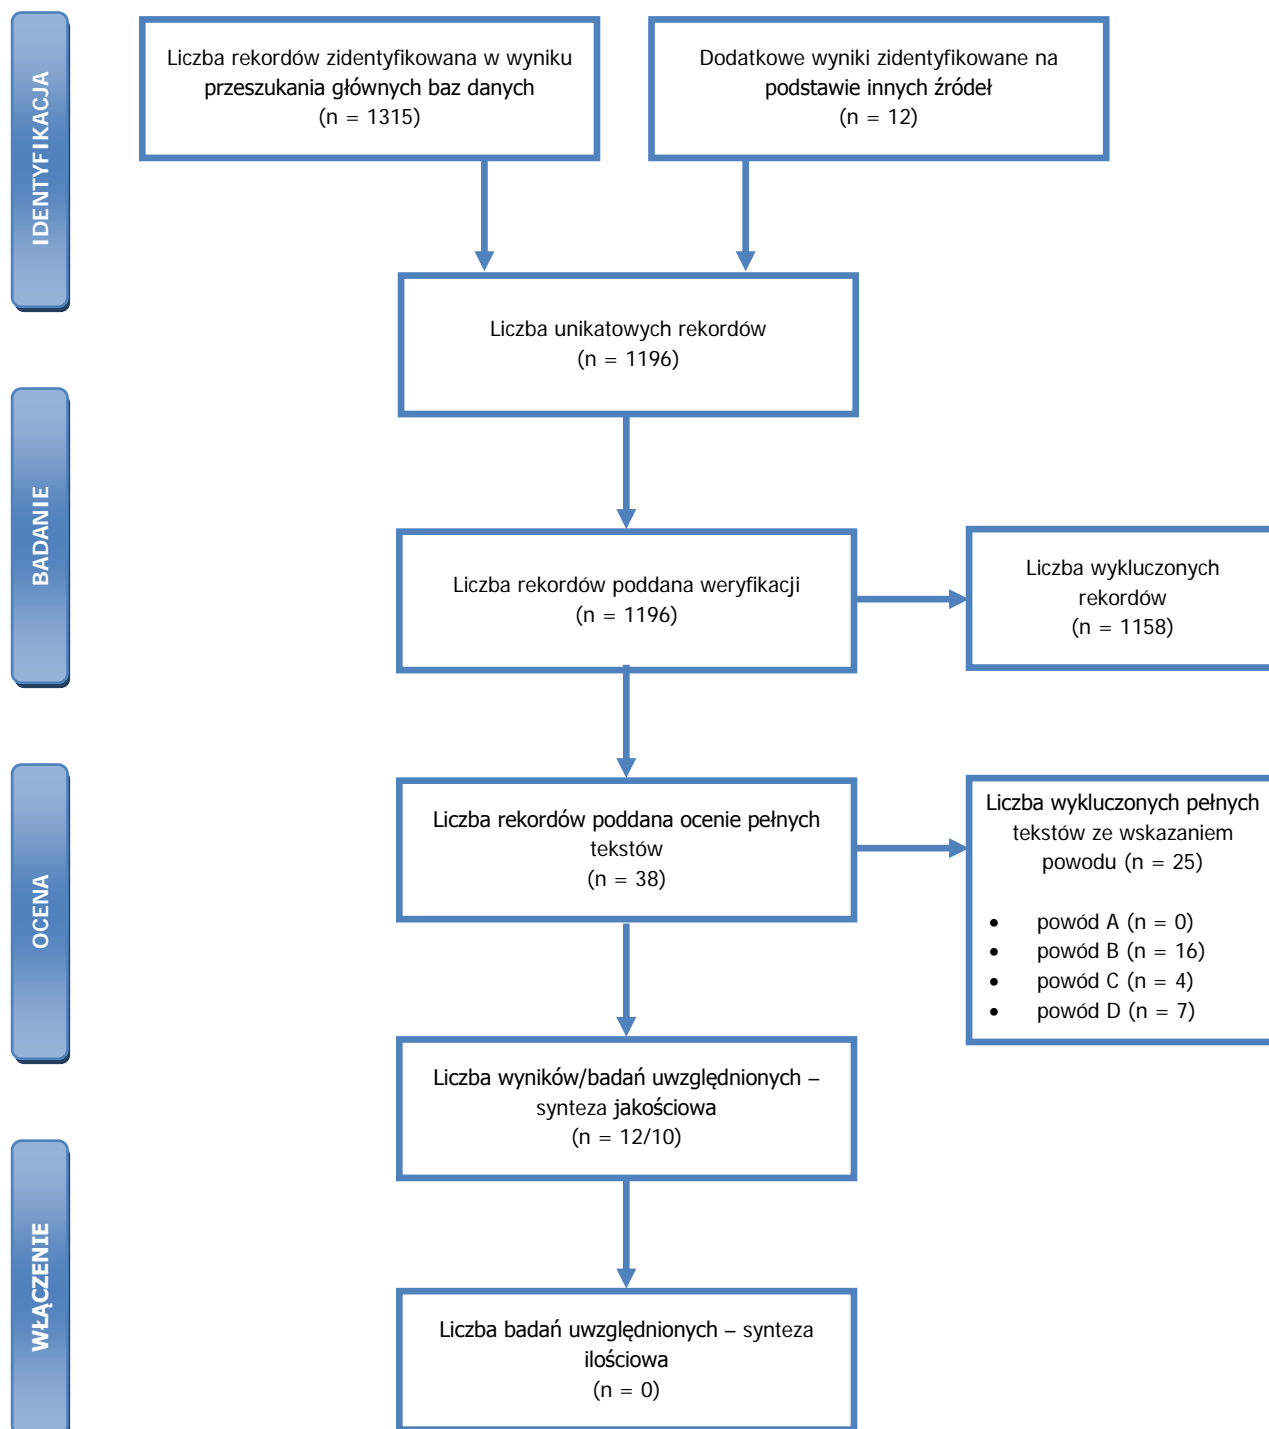 IDENTYFIKACJA
Liczba rekordów zidentyfikowana w wyniku
przeszukania głównych baz danych
(n = 1315)
Dodatkowe wyniki zidentyfikowane na
podstawie innych źródeł
(n = 12)
Liczba unikatowych rekordów
(n = 1196)
BADANIE
Liczba rekordów poddana weryfikacji
(n = 1196)
Liczba wykluczonych
rekordów
(n = 1158)
OCENA
Liczba rekordów poddana ocenie pełnych
tekstów
(n = 38)
Liczba wykluczonych pełnych
tekstów ze wskazaniem
powodu (n = 25)
• powód A (n = 0)
• powód B (n = 16)
• powód C (n = 4)
• powód D (n = 7)
Liczba wyników/badań uwzględnionych –
synteza jakościowa
(n = 12/10)
WŁĄCZENIE
Liczba badań uwzględnionych – synteza
ilościowa
(n = 0)